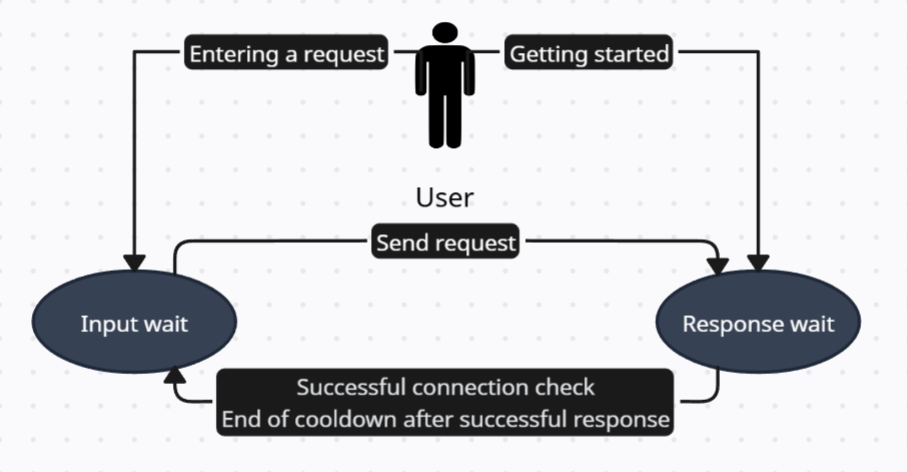 Entering a request
Getting started
User
Send request
Input wait
Response wait
Successful connection check
End of cooldown after successful response